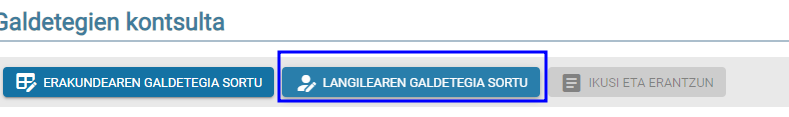 Galdetegien kontsulta
ERAKUNDEAREN GALDETEGIA SORTU LANGILEAREN GALDETEGIA SORTU IKUSI ETA ERANTZUN